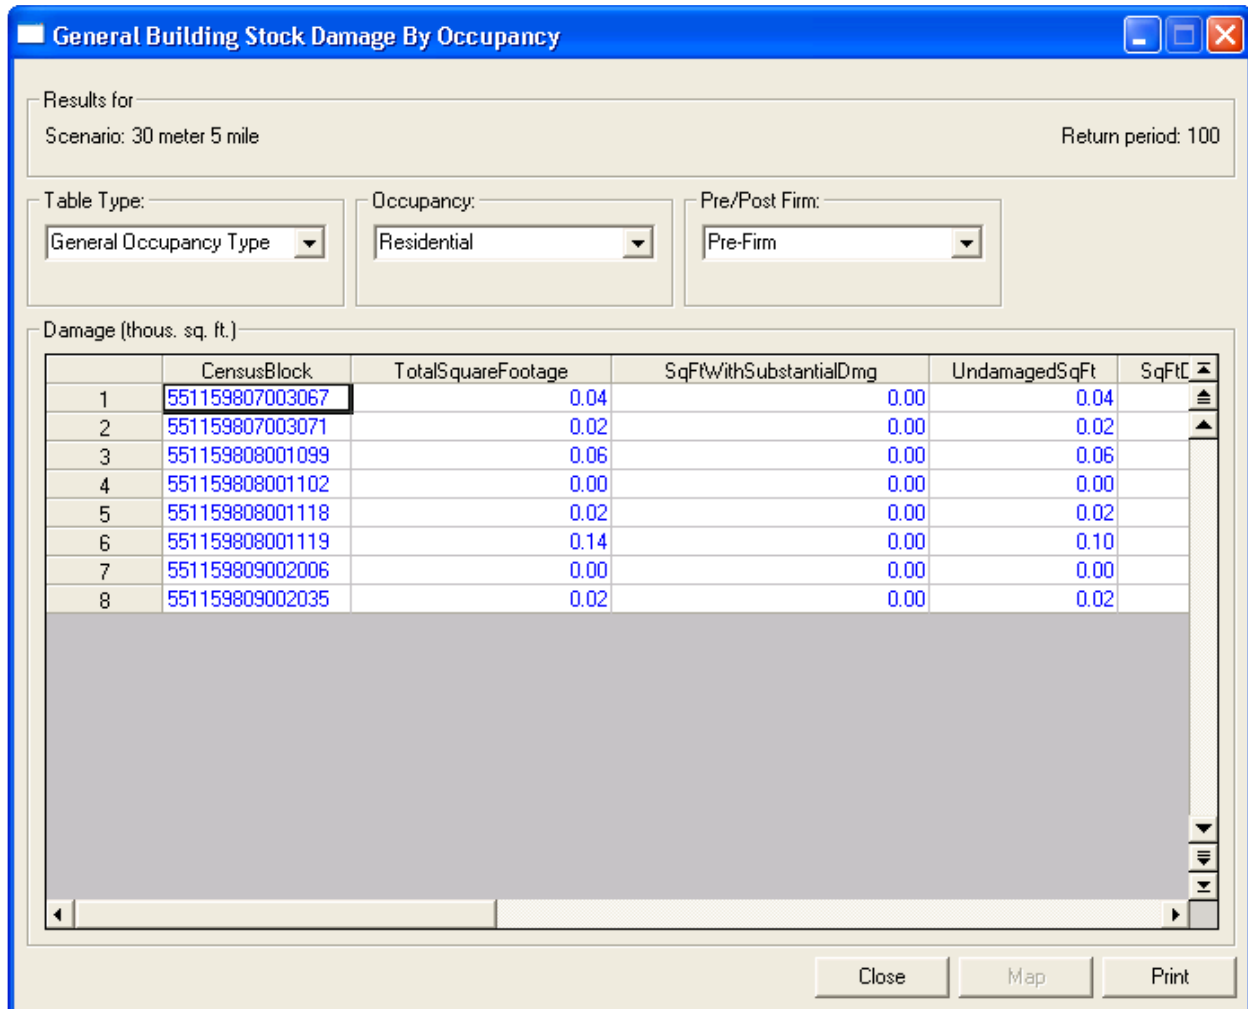 General Building Stock Damage By Occupancy
Results for
Scenario: 30 meter 5 mile Return period: 100
Table Type: Occupancy: Pre/Post Firm:
General Occupancy Type Residential Pre-Firm
Damage (thous. sq. ft.)
CensusBlock TotalSquareFootage SqFtWithSubstantialDmg UndamagedSqFt SqFt
1 551159807003067 0.04 0.00 0.04
2 551159807003071 0.02 0.00 0.02
3 551159808001099 0.06 0.00 0.06
4 551159808001102 0.00 0.00 0.00
5 551159808001118 0.02 0.00 0.02
6 551159808001119 0.14 0.00 0.10
7 551159809002006 0.00 0.00 0.00
8 551159809002035 0.02 0.00 0.02
Close Map Print